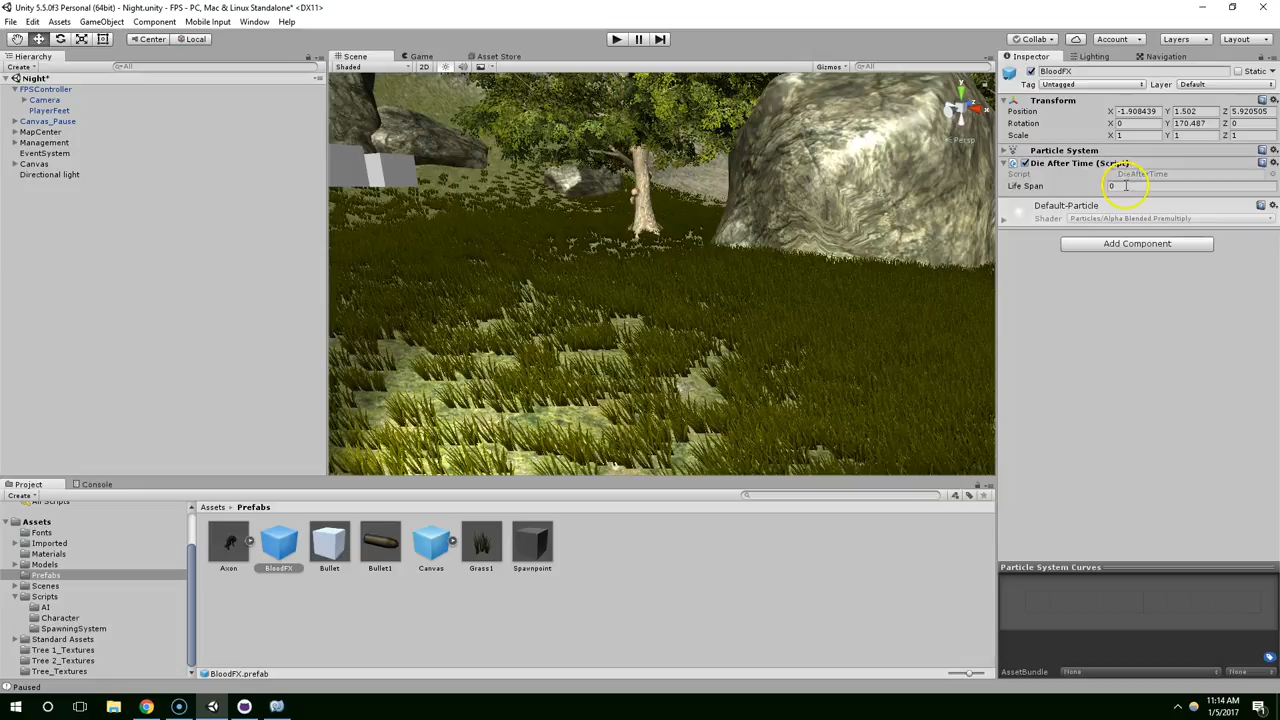 Unity 5.5.0f3 Personal (64bit) - Night.unity - FPS - PC, Mac & Linux Standalone* <DX11>
File Edit Assets GameObject Component Mobile Input Window Help
Center Local Collab Account Layers Layout
Hierarchy
Create All
Night*
FPSController
Camera
PlayerFeet
Canvas_Pause
MapCenter
Management
EventSystem
Canvas
Directional light
Scene Game Asset Store
Shaded 2D Gizmos All
y
x
z
Persp
Inspector Lighting Navigation
BloodFX Static
Tag Untagged Layer Default
Transform
Position X -1.908439 Y 1.502 Z 5.920505
Rotation X 0 Y 170.487 Z 0
Scale X 1 Y 1 Z 1
Particle System
Die After Time (Script)
Script DieAfterTime
Life Span 0
Default-Particle
Shader Particles/Alpha Blended Premultiply
Add Component
Project Console
Create
All Scripts
Assets
Fonts
Imported
Materials
Models
Prefabs
Scenes
Scripts
AI
Character
SpawningSystem
Standard Assets
Tree 1_Textures
Tree 2_Textures
Tree_Textures
Assets Prefabs
Axon BloodFX Bullet Bullet1 Canvas Grass1 Spawnpoint
BloodFX.prefab
Particle System Curves
AssetBundle None None
Paused
11:14 AM
1/5/2017